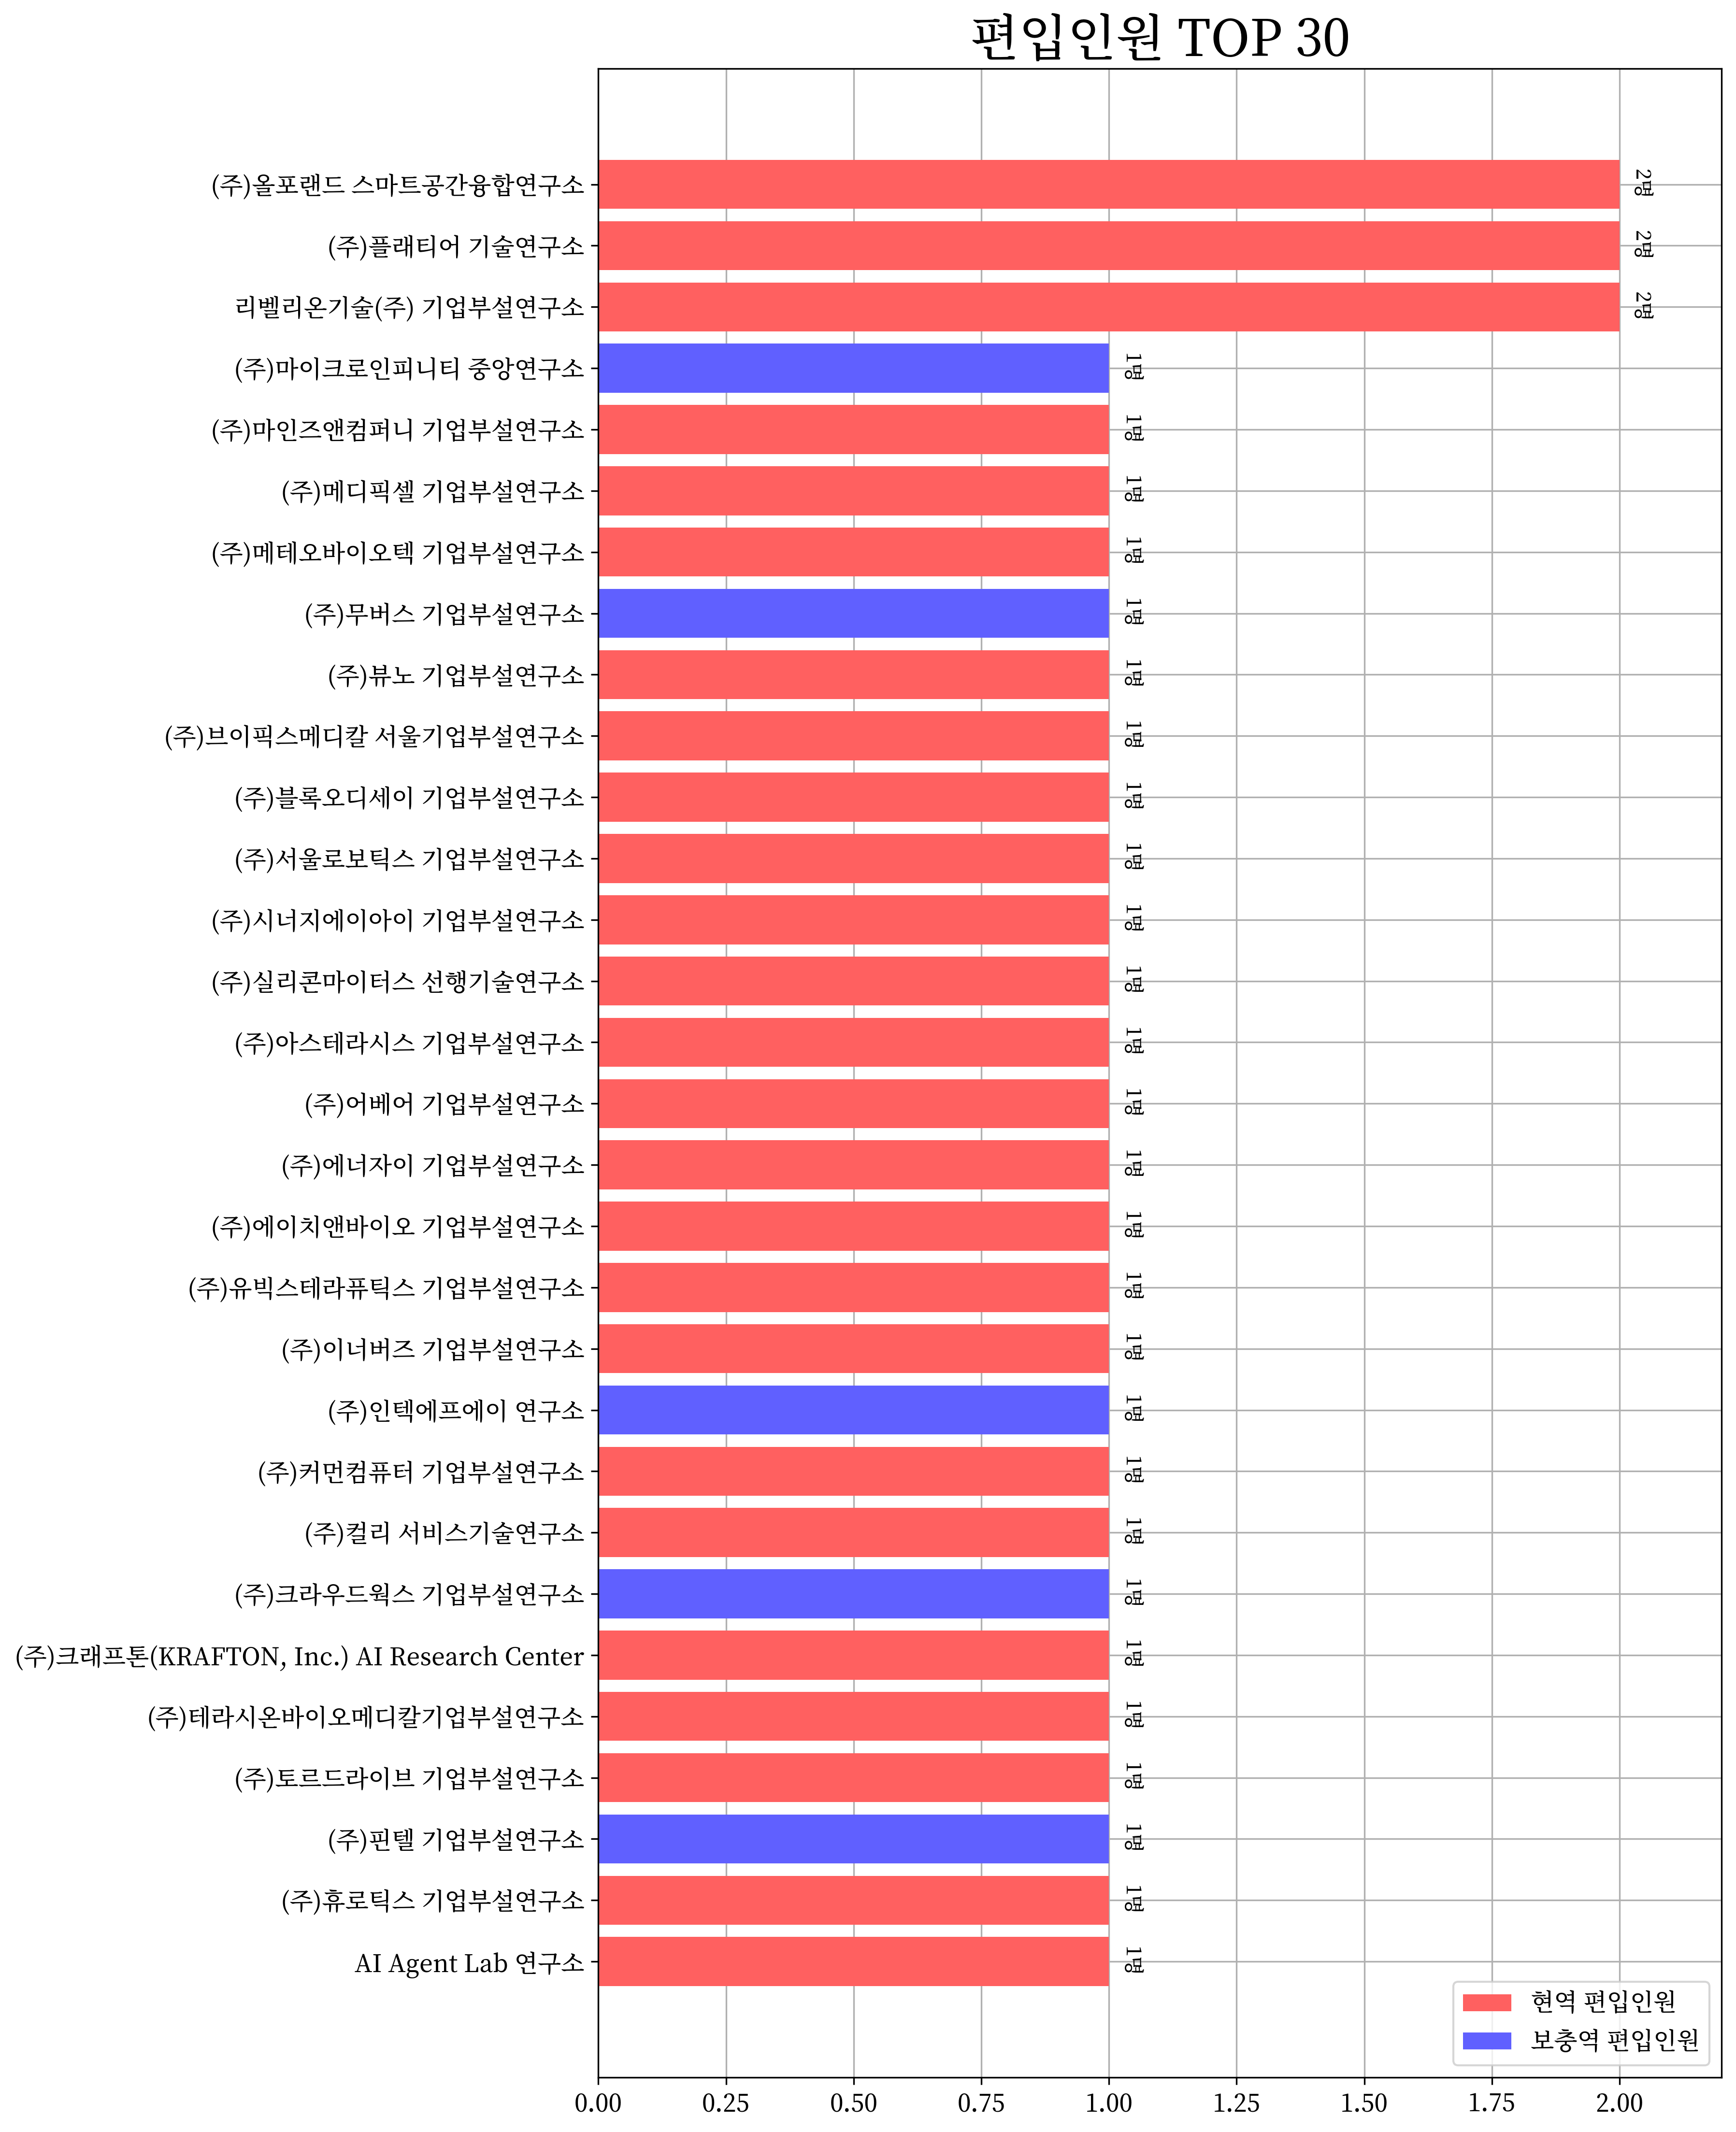 편입인원 TOP 30
(주)올포랜드 스마트공간융합연구소 2명
(주)플래티어 기술연구소 2명
리벨리온기술(주) 기업부설연구소 2명
(주)마이크로인피니티 중앙연구소 1명
(주)마인즈앤컴퍼니 기업부설연구소 1명
(주)메디픽셀 기업부설연구소 1명
(주)메테오바이오텍 기업부설연구소 1명
(주)무버스 기업부설연구소 1명
(주)뷰노 기업부설연구소 1명
(주)브이픽스메디칼 서울기업부설연구소 1명
(주)블록오디세이 기업부설연구소 1명
(주)서울로보틱스 기업부설연구소 1명
(주)시너지에이아이 기업부설연구소 1명
(주)실리콘마이터스 선행기술연구소 1명
(주)아스테라시스 기업부설연구소 1명
(주)어베어 기업부설연구소 1명
(주)에너자이 기업부설연구소 1명
(주)에이치앤바이오 기업부설연구소 1명
(주)유빅스테라퓨틱스 기업부설연구소 1명
(주)이너버즈 기업부설연구소 1명
(주)인텍에프에이 연구소 1명
(주)커먼컴퓨터 기업부설연구소 1명
(주)컬리 서비스기술연구소 1명
(주)크라우드웍스 기업부설연구소 1명
(주)크래프톤(KRAFTON, Inc.) AI Research Center 1명
(주)테라시온바이오메디칼기업부설연구소 1명
(주)토르드라이브 기업부설연구소 1명
(주)핀텔 기업부설연구소 1명
(주)휴로틱스 기업부설연구소 1명
AI Agent Lab 연구소 1명
현역 편입인원
보충역 편입인원
0.00 0.25 0.50 0.75 1.00 1.25 1.50 1.75 2.00